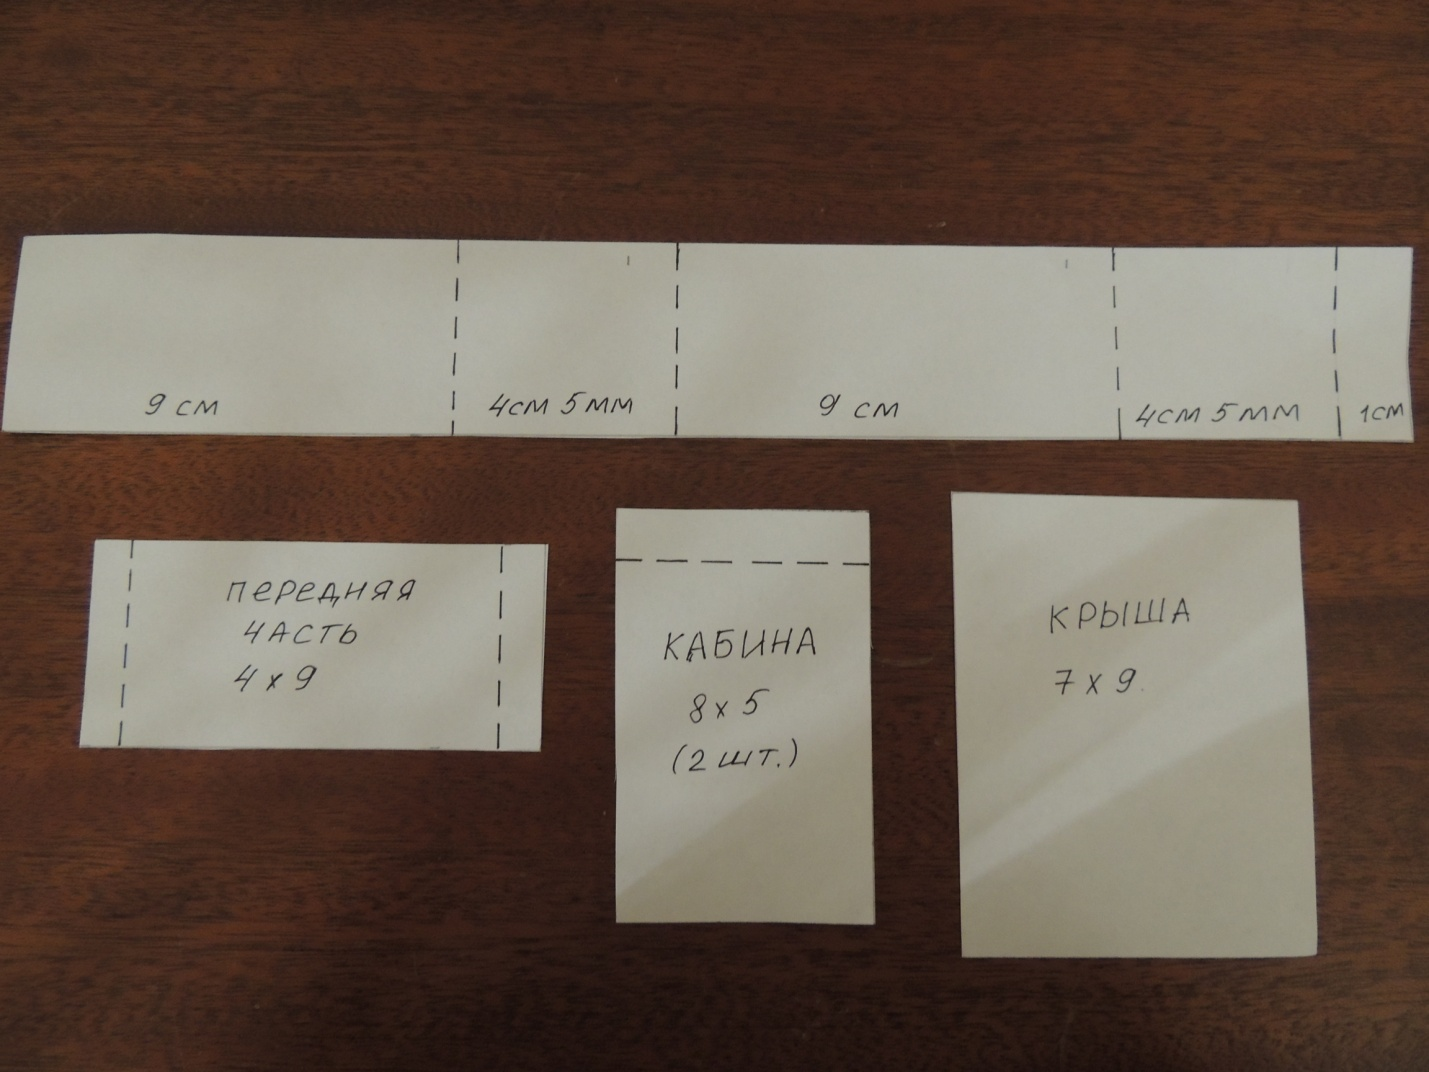 9 см
4см 5мм
9 см
4см 5мм
1см
ПЕРЕДНЯЯ
ЧАСТЬ
4 х 9
КАБИНА
8 х 5
(2 ШТ.)
КРЫША
7 х 9.